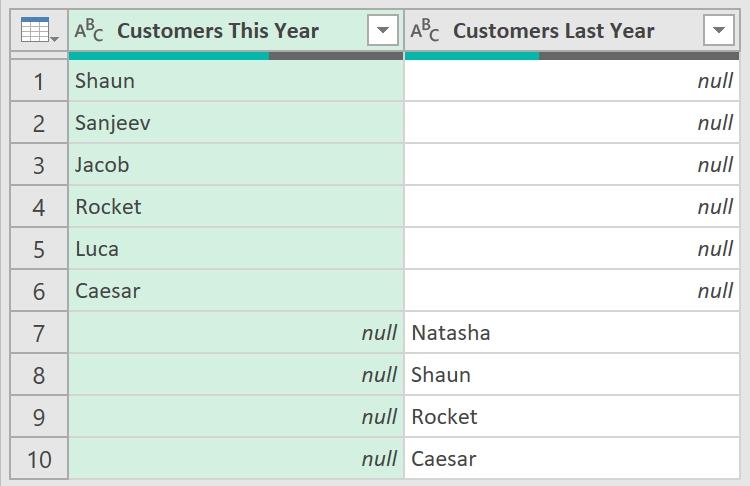 ABC Customers This Year ABC Customers Last Year
1 Shaun null
2 Sanjeev null
3 Jacob null
4 Rocket null
5 Luca null
6 Caesar null
7 null Natasha
8 null Shaun
9 null Rocket
10 null Caesar